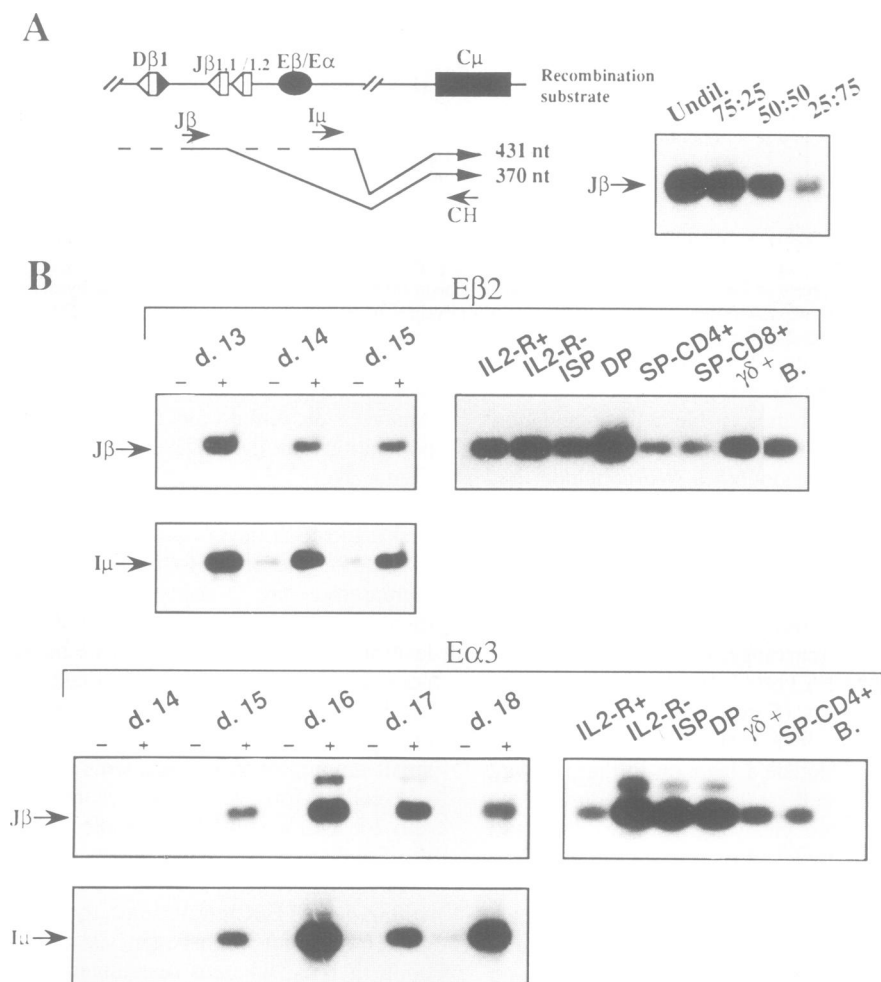 A
Dβ1 Jβ1.1/1.2 Eβ/Eα Cμ
Recombination
substrate
Jβ Iμ
431 nt
370 nt
CH
Undil. 75:25 50:50 25:75
Jβ
B
Eβ2
d. 13 d. 14 d. 15
– + – + – +
IL2-R+ IL2-R- ISP DP SP-CD4+ SP-CD8+ γδ+ B.
Jβ
Iμ
Eα3
d. 14 d. 15 d. 16 d. 17 d. 18
– + – + – + – + – +
IL2-R+ IL2-R- ISP DP γδ+ SP-CD4+ B.
Jβ
Iμ